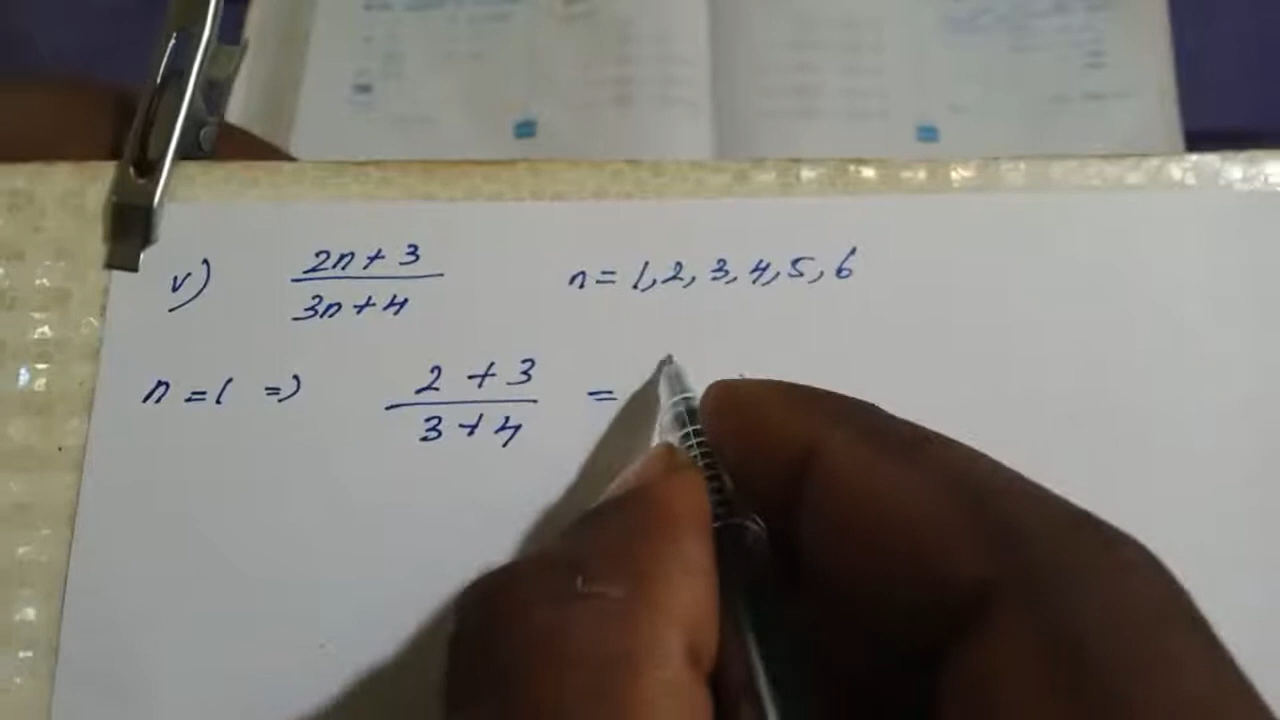 v) (2n+3)/(3n+4) n=1,2,3,4,5,6
n=1 => (2+3)/(3+4) =